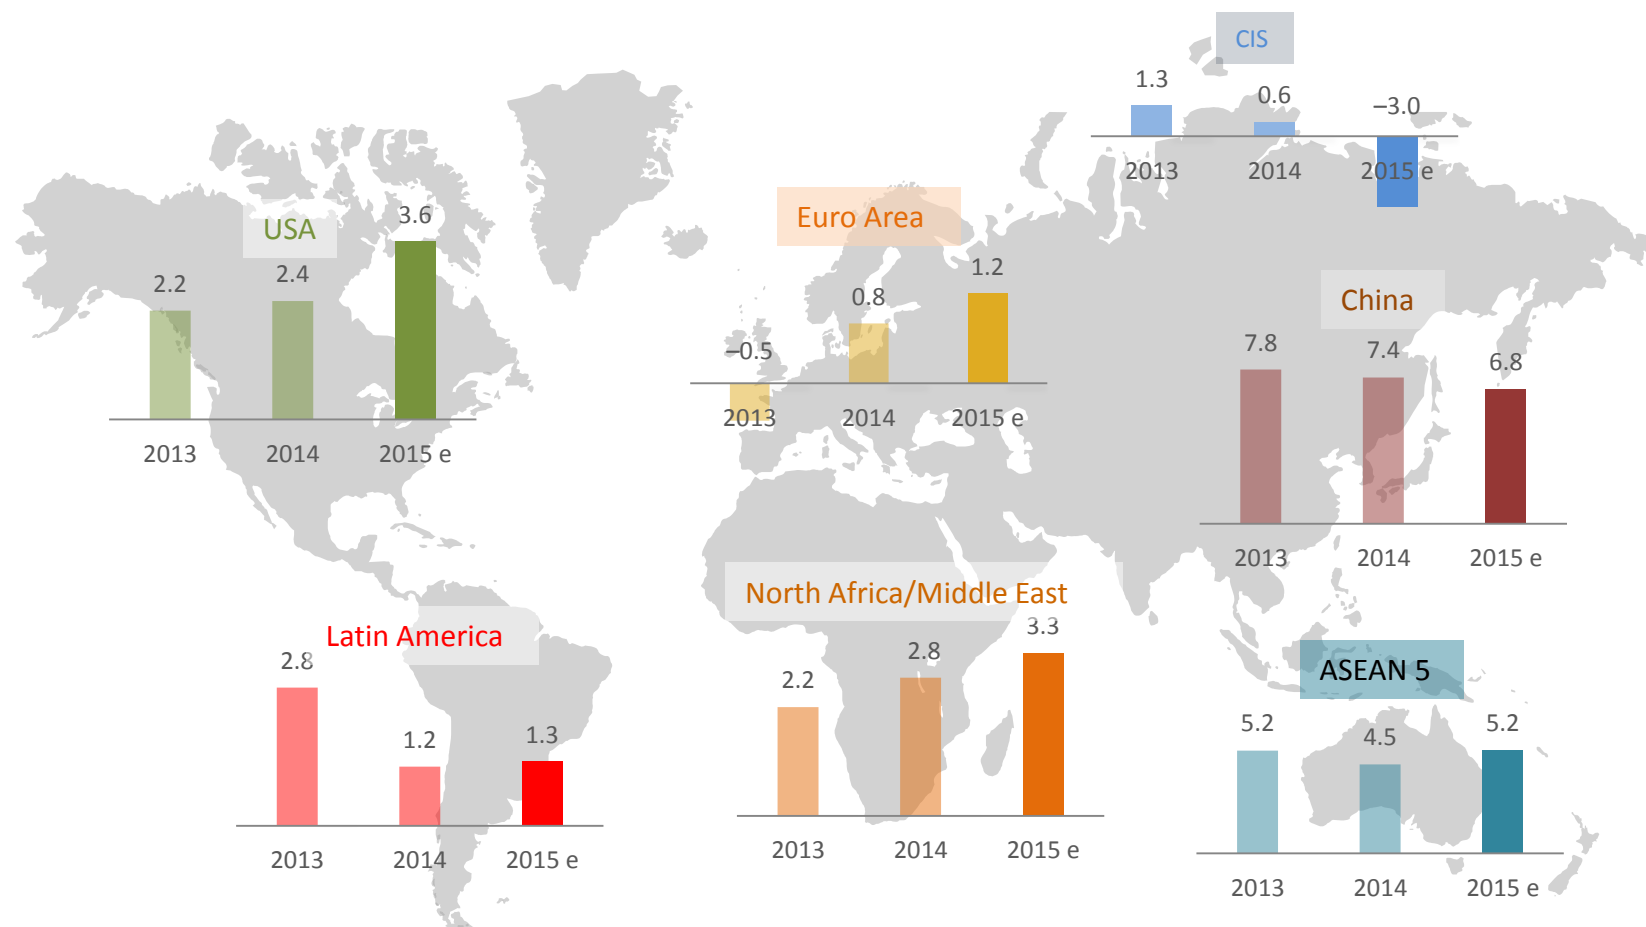 CIS
1.3
0.6
–3.0
2013
2014
2015 e
USA
2.2
2.4
3.6
2013
2014
2015 e
Euro Area
–0.5
0.8
1.2
2013
2014
2015 e
China
7.8
7.4
6.8
2013
2014
2015 e
Latin America
2.8
1.2
1.3
2013
2014
2015 e
North Africa/Middle East
2.2
2.8
3.3
2013
2014
2015 e
ASEAN 5
5.2
4.5
5.2
2013
2014
2015 e